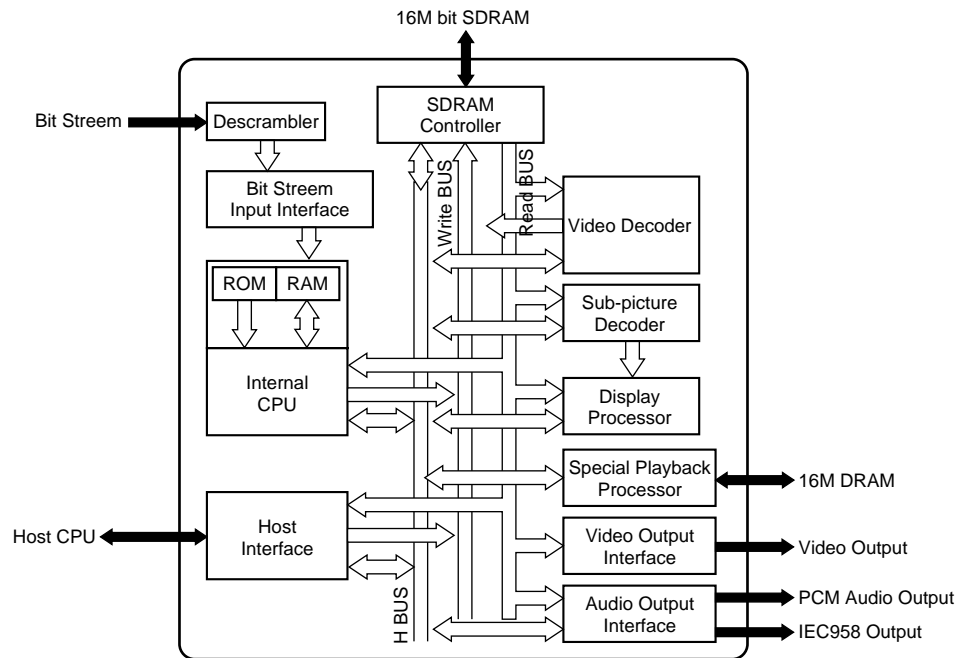 16M bit SDRAM
Bit Streem
Descrambler
SDRAM
Controller
Bit Streem
Input Interface
Write BUS
Read BUS
Video Decoder
ROM
RAM
Sub-picture
Decoder
Internal
CPU
Display
Processor
Special Playback
Processor
16M DRAM
Host CPU
Host
Interface
Video Output
Interface
Video Output
H BUS
Audio Output
Interface
PCM Audio Output
IEC958 Output